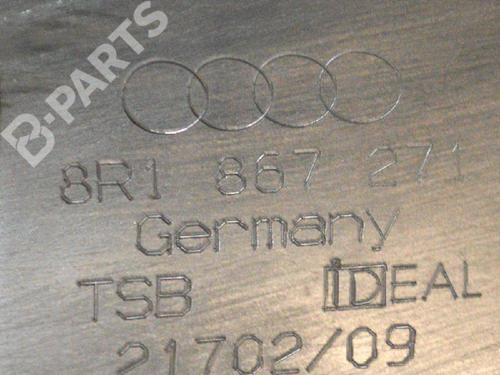 B-PARTS
8R1 867 271
Germany
TSB IDEAL
21702/09